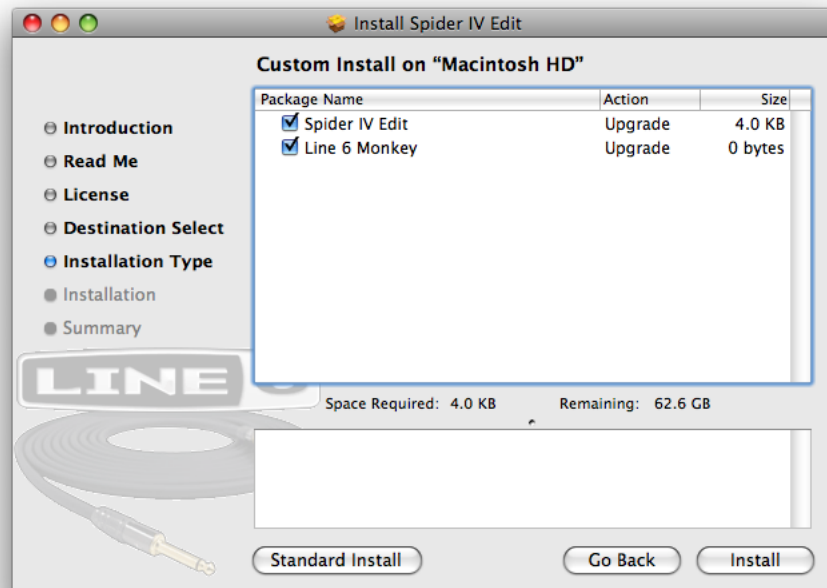 Install Spider IV Edit
Custom Install on “Macintosh HD”
Introduction
Read Me
License
Destination Select
Installation Type
Installation
Summary
Package Name Action Size
Spider IV Edit Upgrade 4.0 KB
Line 6 Monkey Upgrade 0 bytes
LINE
Space Required: 4.0 KB Remaining: 62.6 GB
Standard Install Go Back Install